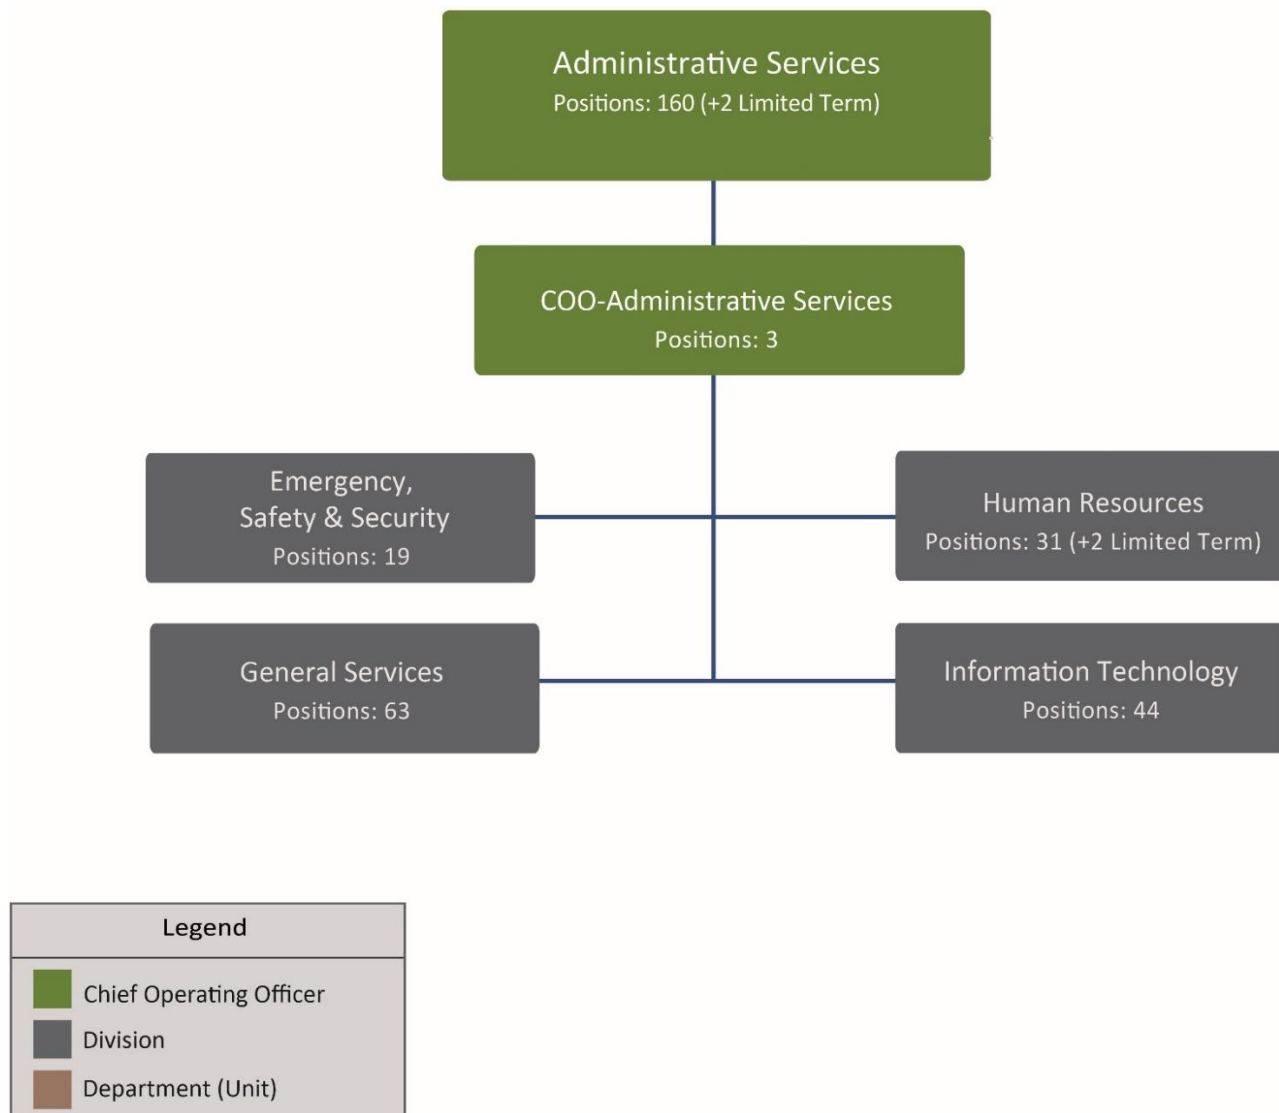 Administrative Services
Positions: 160 (+2 Limited Term)
COO-Administrative Services
Positions: 3
Emergency,
Safety & Security
Positions: 19
Human Resources
Positions: 31 (+2 Limited Term)
General Services
Positions: 63
Information Technology
Positions: 44
Legend
Chief Operating Officer
Division
Department (Unit)